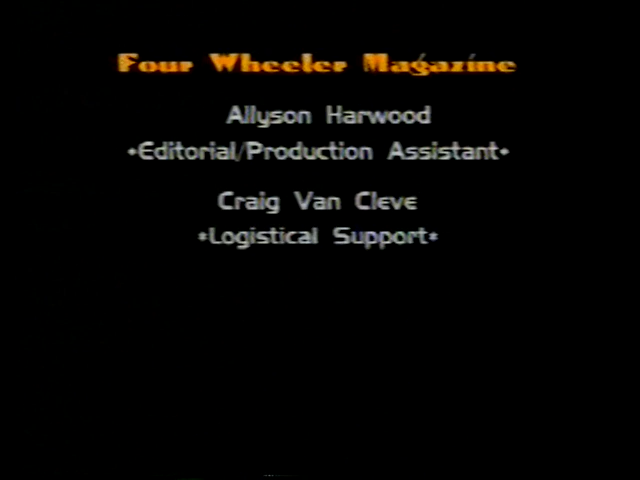 Four Wheeler Magazine
Allyson Harwood
•Editorial/Production Assistant•
Craig Van Cleve
*Logistical Support*